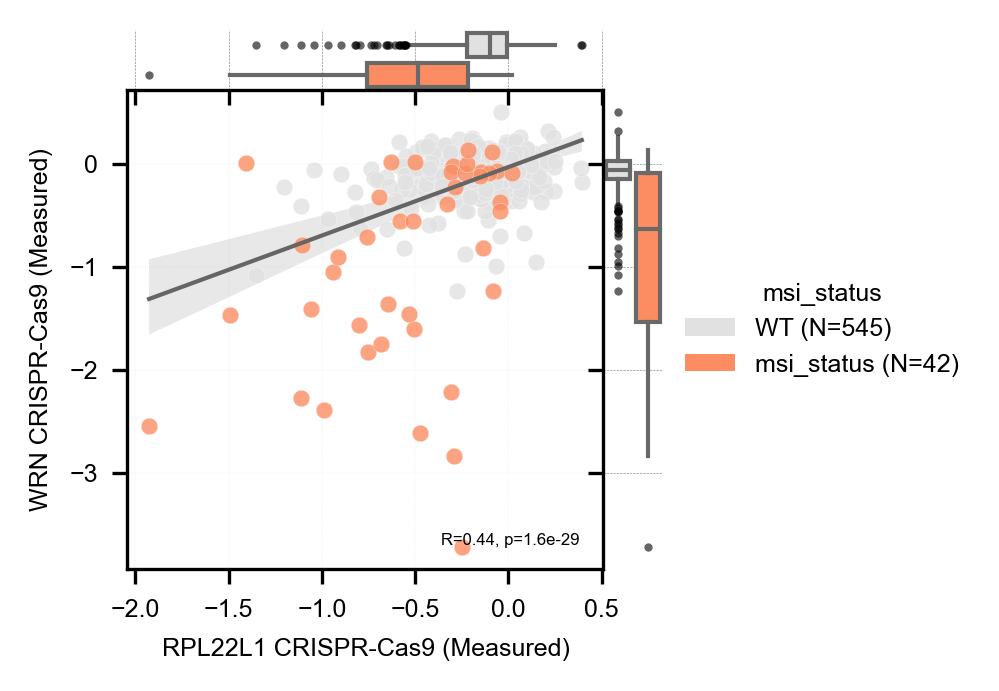 0
−1
−2
−3
WRN CRISPR-Cas9 (Measured)
R=0.44, p=1.6e-29
−2.0 −1.5 −1.0 −0.5 0.0 0.5
RPL22L1 CRISPR-Cas9 (Measured)
msi_status
WT (N=545)
msi_status (N=42)